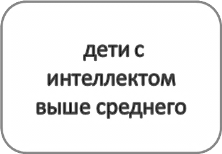 дети с
интеллектом
выше среднего